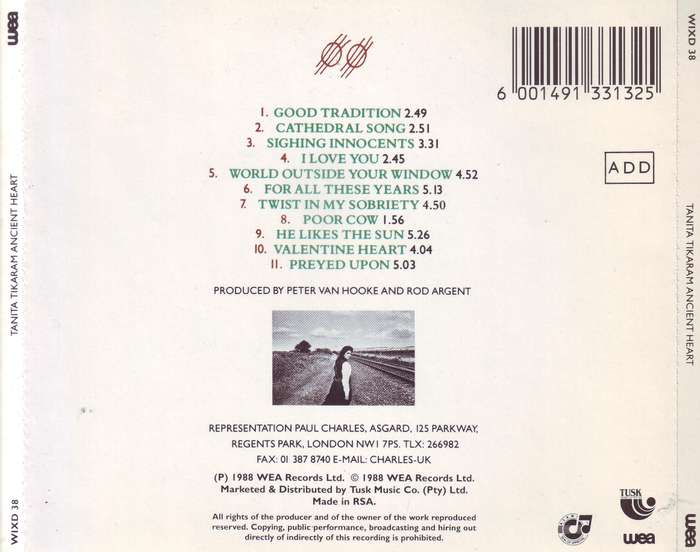 wea
WIXD 38
TANITA TIKARAM ANCIENT HEART
WIXD 38
6 001491 331325
ADD
1. GOOD TRADITION 2.49
2. CATHEDRAL SONG 2.51
3. SIGHING INNOCENTS 3.31
4. I LOVE YOU 2.45
5. WORLD OUTSIDE YOUR WINDOW 4.52
6. FOR ALL THESE YEARS 5.13
7. TWIST IN MY SOBRIETY 4.50
8. POOR COW 1.56
9. HE LIKES THE SUN 5.26
10. VALENTINE HEART 4.04
11. PREYED UPON 5.03
PRODUCED BY PETER VAN HOOKE AND ROD ARGENT
REPRESENTATION PAUL CHARLES, ASGARD, 125 PARKWAY,
REGENTS PARK, LONDON NW1 7PS. TLX: 266982
FAX: 01 387 8740 E-MAIL: CHARLES-UK
(P) 1988 WEA Records Ltd. © 1988 WEA Records Ltd.
Marketed & Distributed by Tusk Music Co. (Pty) Ltd.
Made in RSA.
All rights of the producer and of the owner of the work reproduced
reserved. Copying, public performance, broadcasting and hiring out
directly of indirectly of this recording is prohibited.
TUSK
wea
TANITA TIKARAM ANCIENT HEART
wea